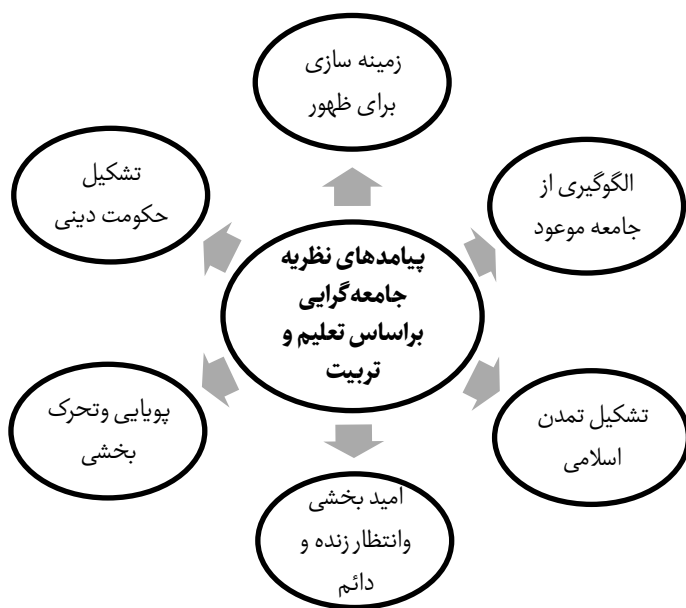 زمینه سازی
برای ظهور
الگوگیری از
جامعه موعود
تشکیل
حکومت دینی
پیامدهای نظریه
جامعه‌گرایی
براساس تعلیم و
تربیت
تشکیل تمدن
اسلامی
پویایی وتحرک
بخشی
امید بخشی
وانتظار زنده و
دائم